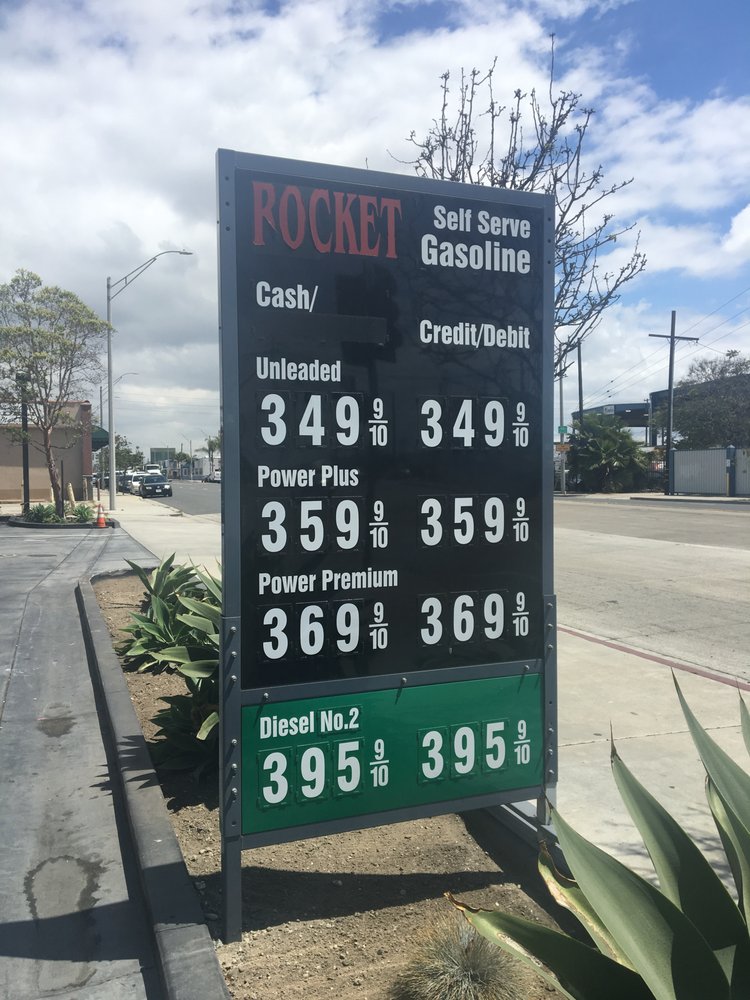 ROCKET Self Serve
Gasoline
Cash/
Credit/Debit
Unleaded
349 9/10 349 9/10
Power Plus
359 9/10 359 9/10
Power Premium
369 9/10 369 9/10
Diesel No.2
395 9/10 395 9/10